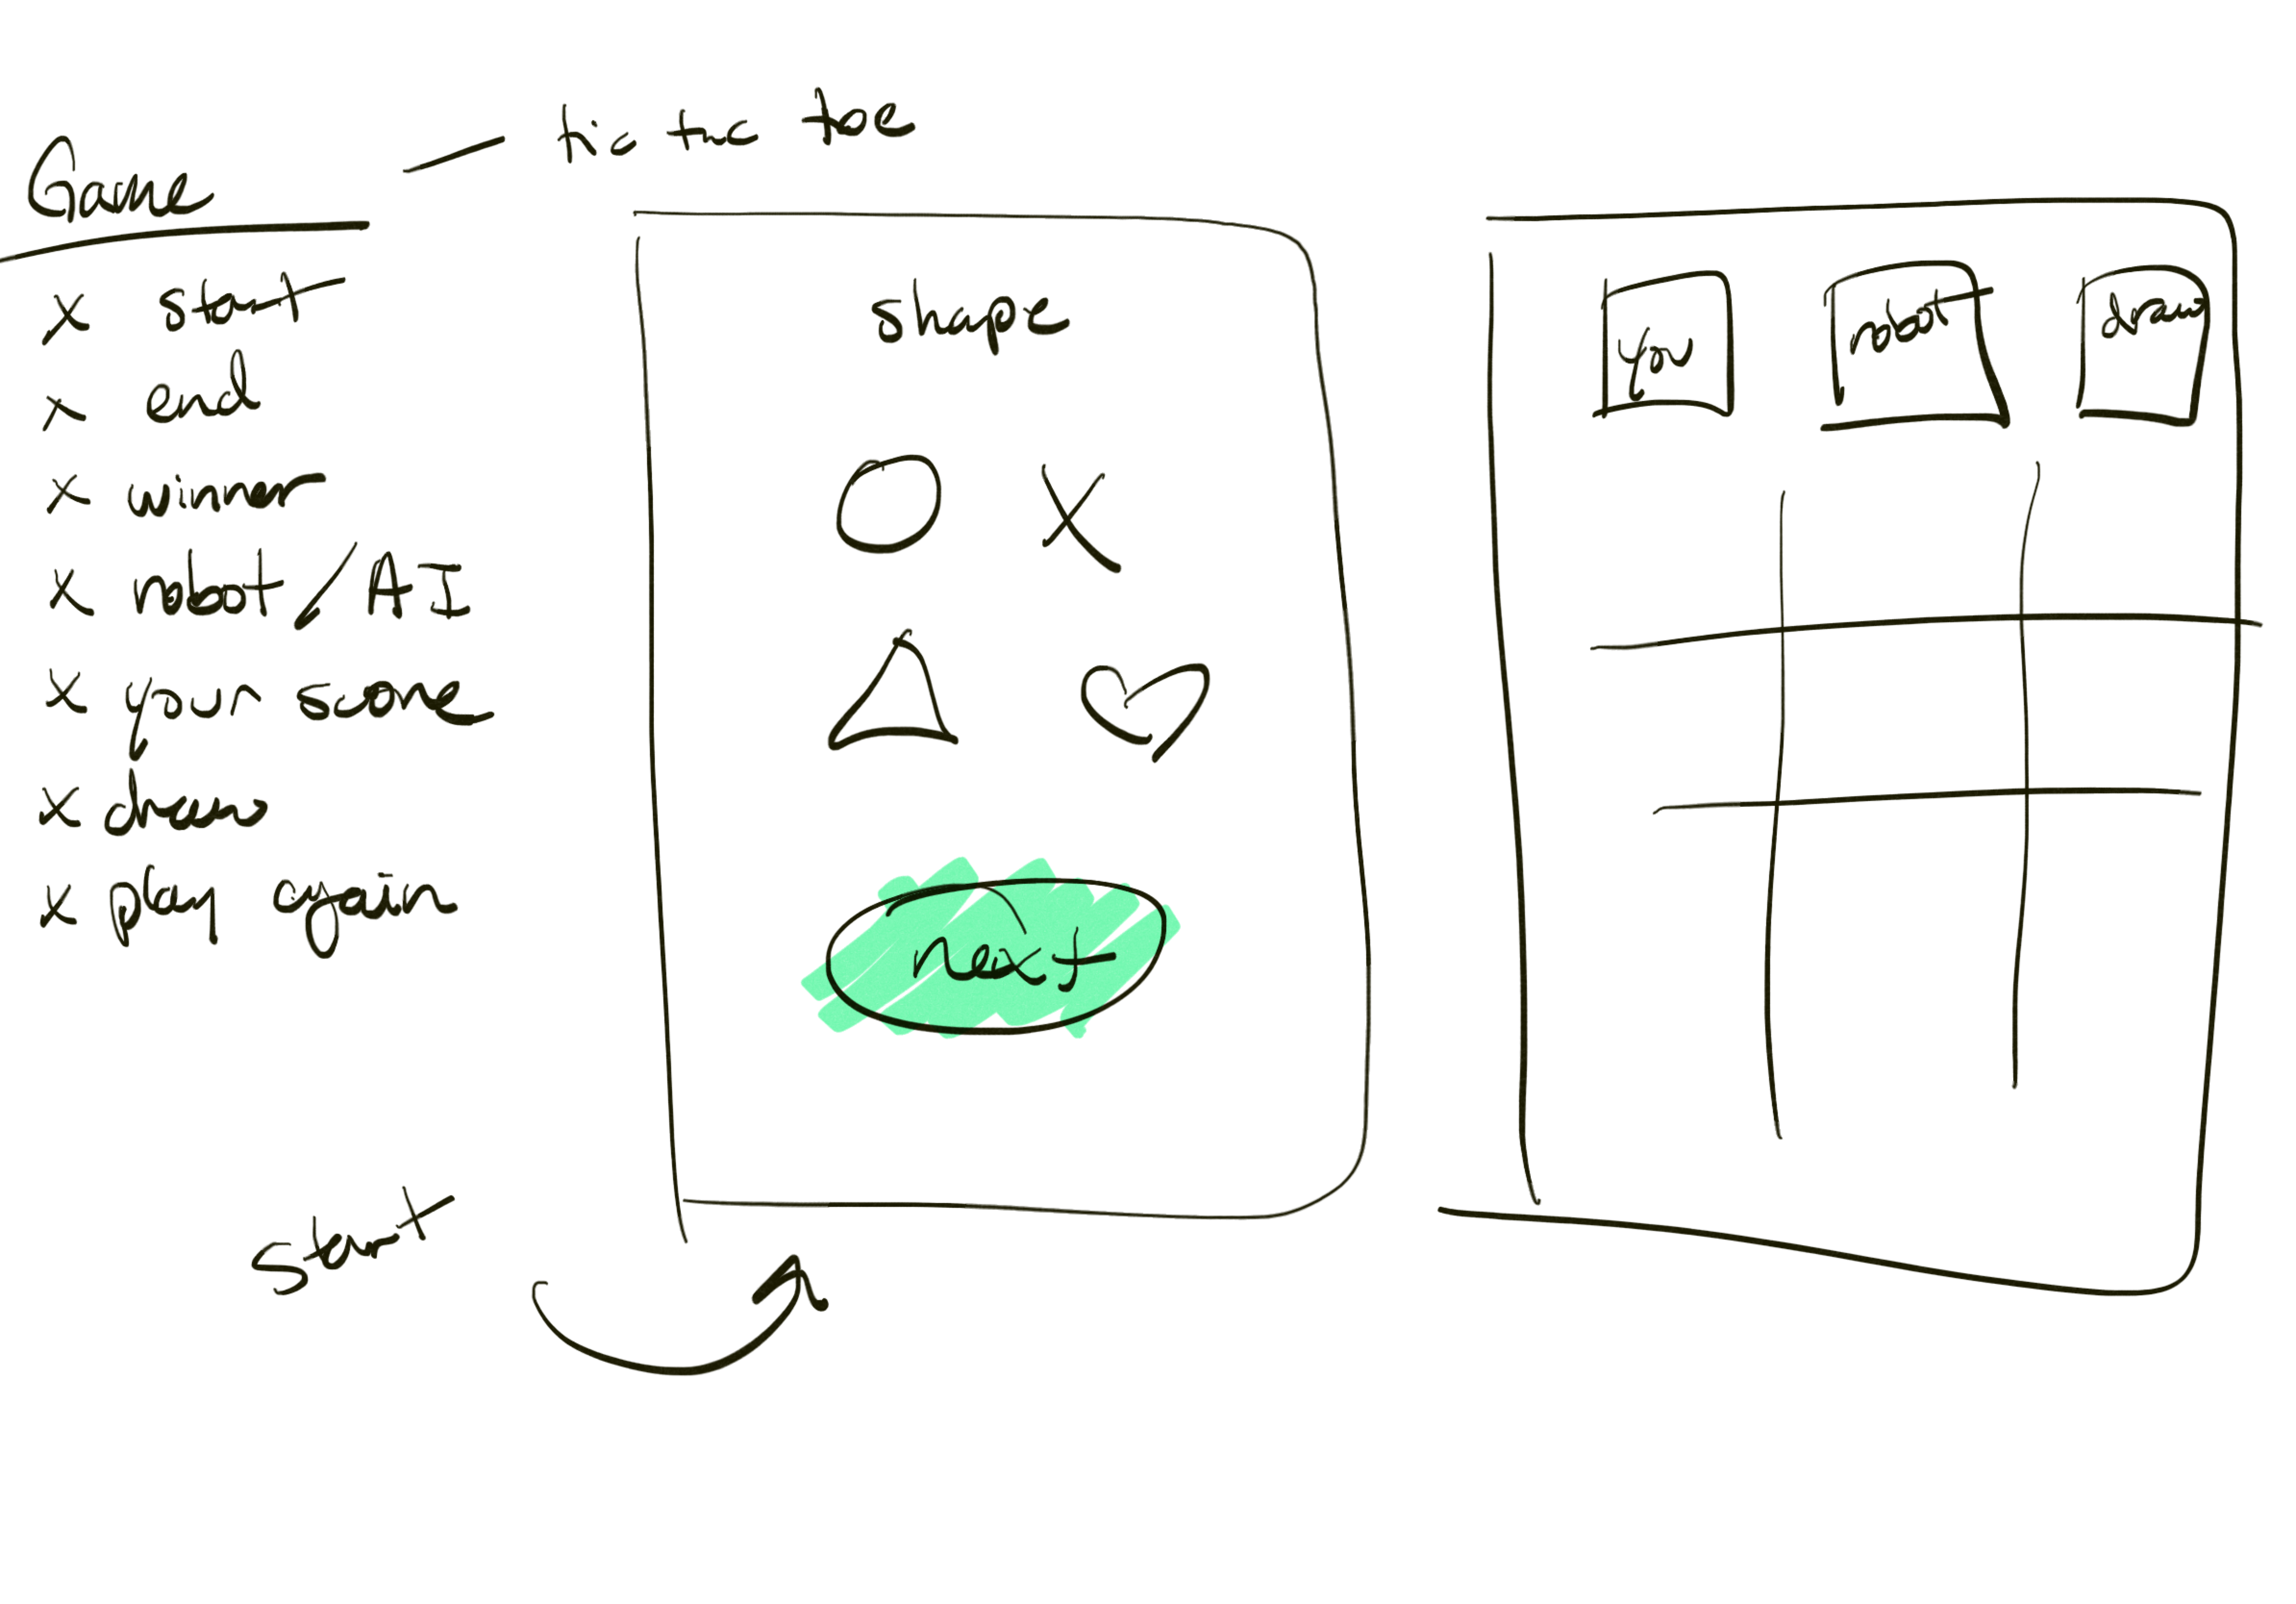 Game — tic tac toe
x start
x end
x winner
x robot/AI
x your score
x draw
x play again
start
shape
next
you
robot
draw